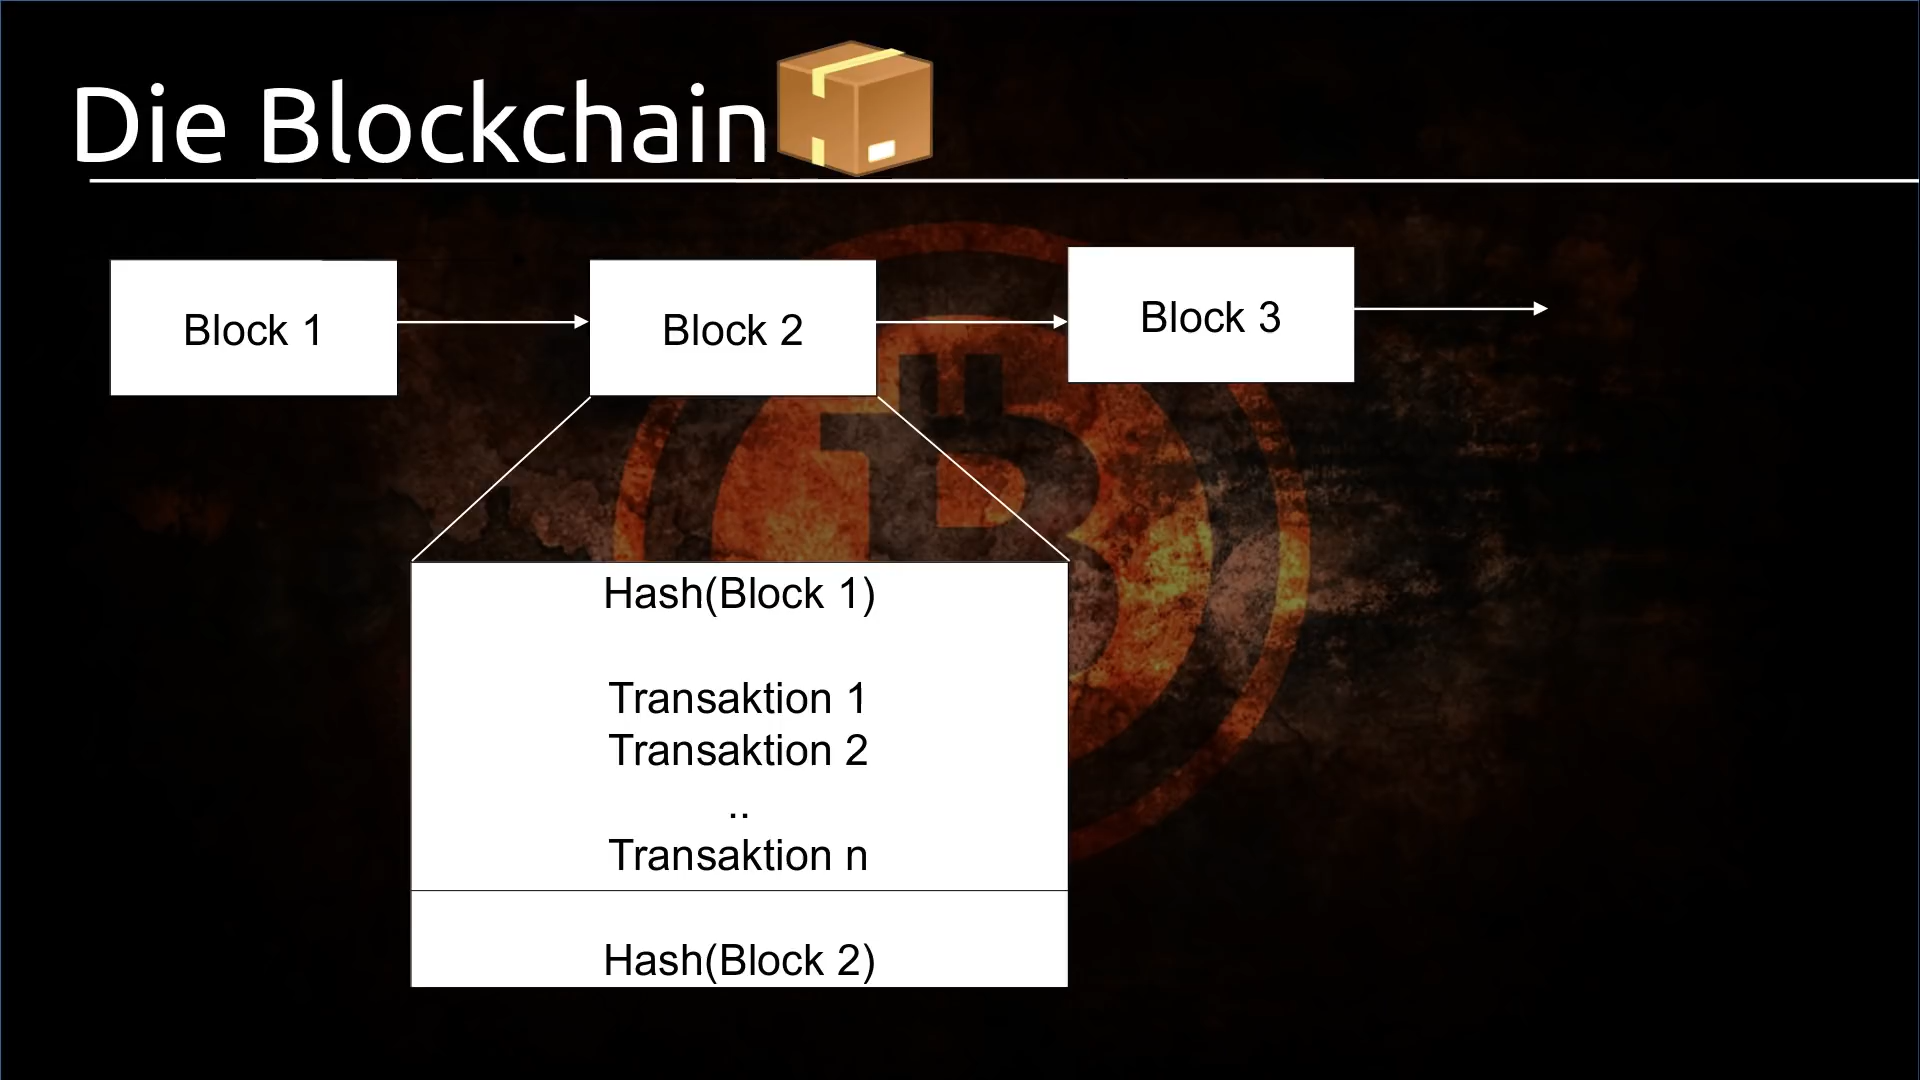 Die Blockchain
Block 1
Block 2
Block 3
Hash(Block 1)
Transaktion 1
Transaktion 2
..
Transaktion n
Hash(Block 2)